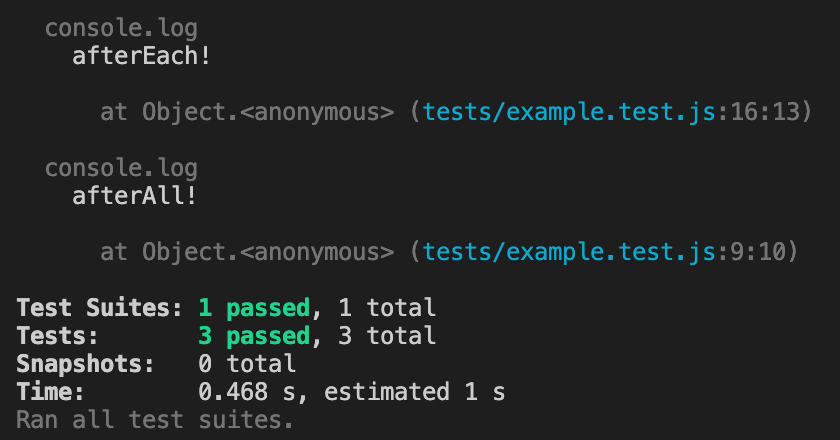 console.log
afterEach!
at Object.<anonymous> (tests/example.test.js:16:13)
console.log
afterAll!
at Object.<anonymous> (tests/example.test.js:9:10)
Test Suites: 1 passed, 1 total
Tests: 3 passed, 3 total
Snapshots: 0 total
Time: 0.468 s, estimated 1 s
Ran all test suites.